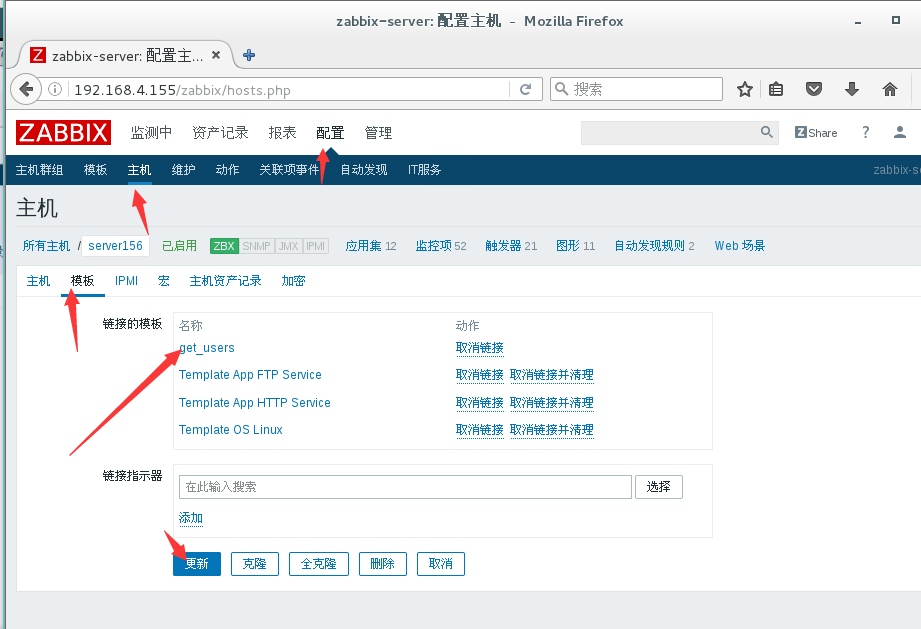 zabbix-server: 配置主机 - Mozilla Firefox
Z zabbix-server: 配置主...
192.168.4.155/zabbix/hosts.php 搜索
ZABBIX 监测中 资产记录 报表 配置 管理 Z Share ?
主机群组 模板 主机 维护 动作 关联项事件 自动发现 IT服务 zabbix-s
主机
所有主机 / server156 已启用 ZBX SNMP JMX IPMI 应用集 12 监控项 52 触发器 21 图形 11 自动发现规则 2 Web 场景
主机 模板 IPMI 宏 主机资产记录 加密
链接的模板 名称 动作
get_users 取消链接
Template App FTP Service 取消链接 取消链接并清理
Template App HTTP Service 取消链接 取消链接并清理
Template OS Linux 取消链接 取消链接并清理
链接指示器 在此输入搜索 选择
添加
更新 克隆 全克隆 删除 取消